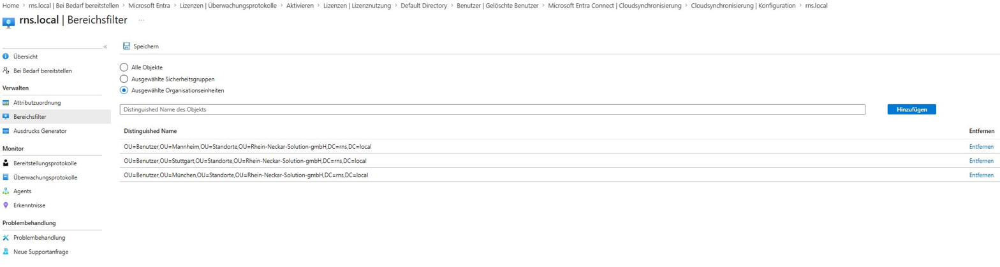 Home > rns.local | Bei Bedarf bereitstellen > Microsoft Entra > Lizenzen | Überwachungsprotokolle > Aktivieren > Lizenzen | Lizenznutzung > Default Directory > Benutzer | Gelöschte Benutzer > Microsoft Entra Connect | Cloudsynchronisierung > Cloudsynchronisierung | Konfiguration > rns.local
rns.local | Bereichsfilter ...
«
Speichern
Übersicht
Bei Bedarf bereitstellen
Verwalten
Attributzuordnung
Bereichsfilter
Ausdrucks Generator
Monitor
Bereitstellungsprotokolle
Überwachungsprotokolle
Agents
Erkenntnisse
Problembehandlung
Problembehandlung
Neue Supportanfrage
Alle Objekte
Ausgewählte Sicherheitsgruppen
Ausgewählte Organisationseinheiten
Distinguished Name des Objekts Hinzufügen
Distinguished Name Entfernen
OU=Benutzer,OU=Mannheim,OU=Standorte,OU=Rhein-Neckar-Solution-gmbH,DC=rns,DC=local Entfernen
OU=Benutzer,OU=Stuttgart,OU=Standorte,OU=Rhein-Neckar-Solution-gmbH,DC=rns,DC=local Entfernen
OU=Benutzer,OU=München,OU=Standorte,OU=Rhein-Neckar-Solution-gmbH,DC=rns,DC=local Entfernen